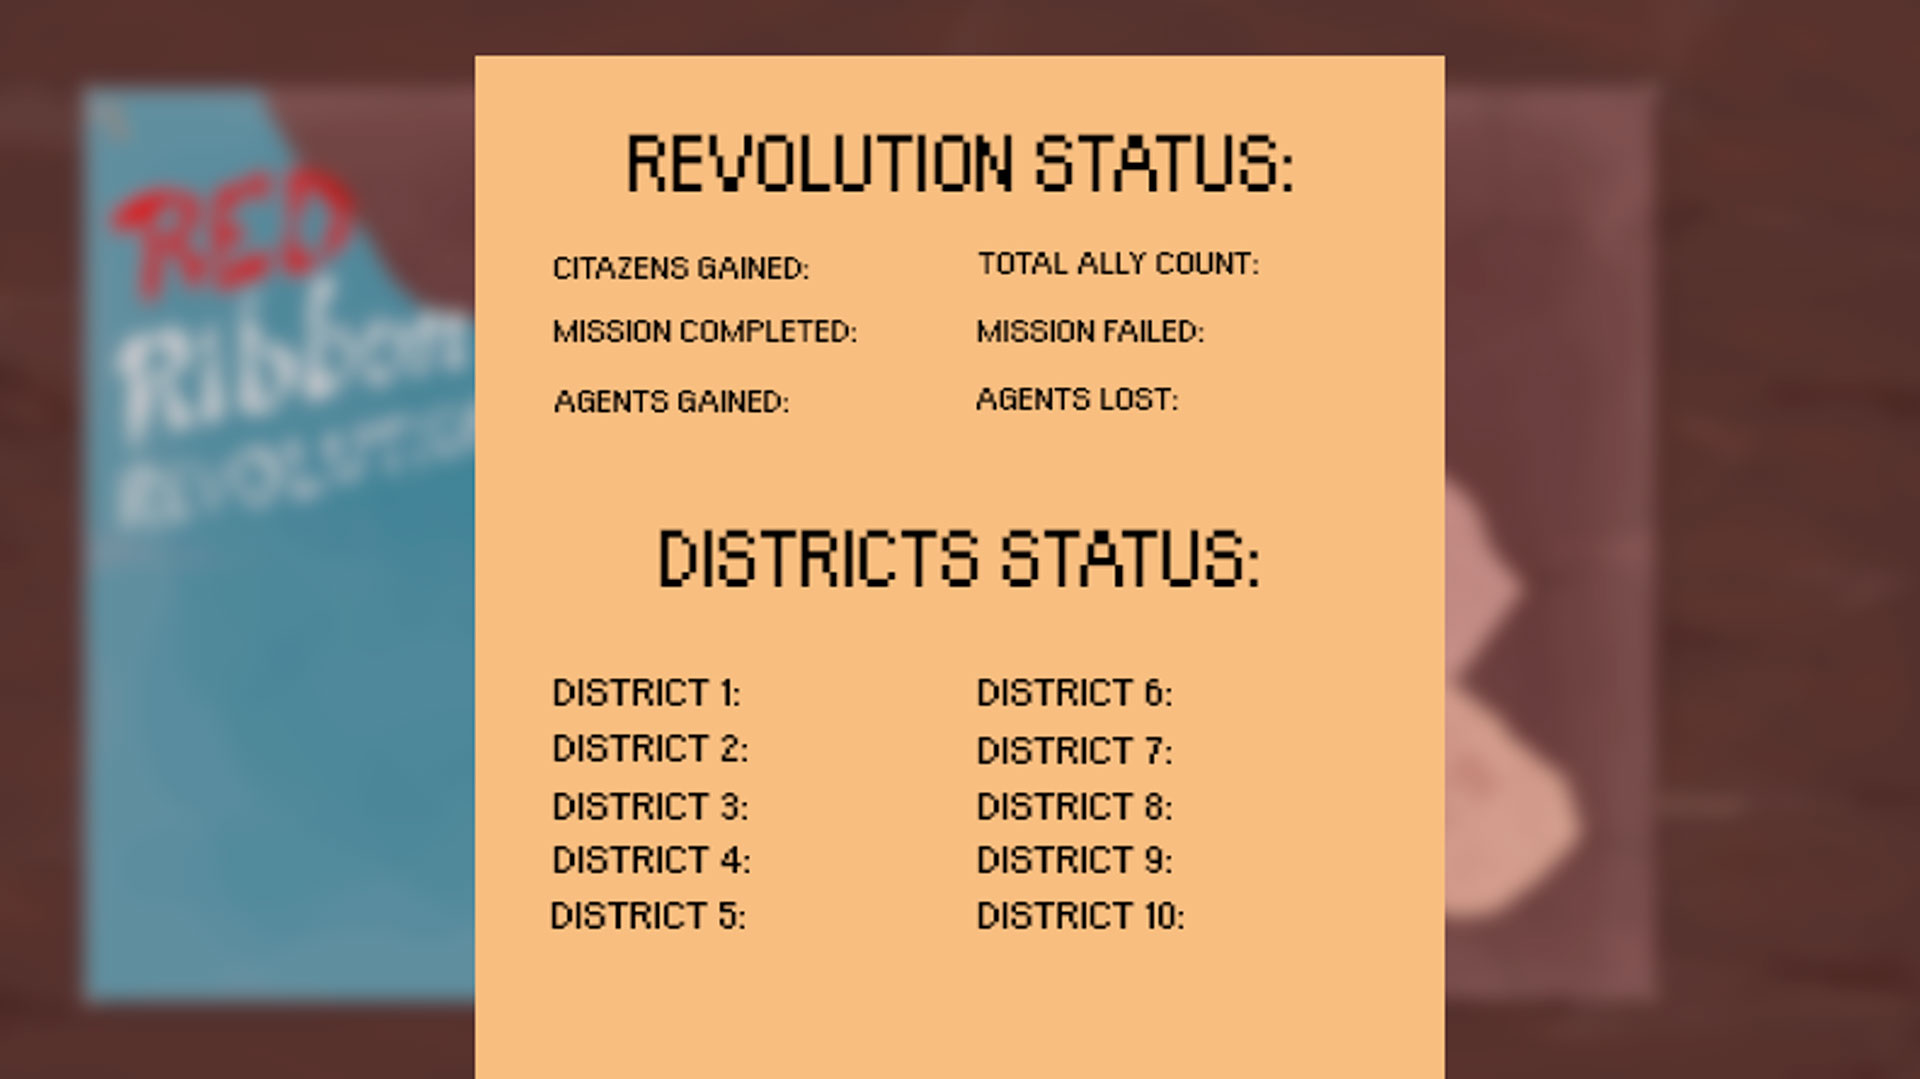 RED
Ribbon
REVOLUTION
REVOLUTION STATUS:
CITAZENS GAINED:
TOTAL ALLY COUNT:
MISSION COMPLETED:
MISSION FAILED:
AGENTS GAINED:
AGENTS LOST:
DISTRICTS STATUS:
DISTRICT 1:
DISTRICT 6:
DISTRICT 2:
DISTRICT 7:
DISTRICT 3:
DISTRICT 8:
DISTRICT 4:
DISTRICT 9:
DISTRICT 5:
DISTRICT 10: